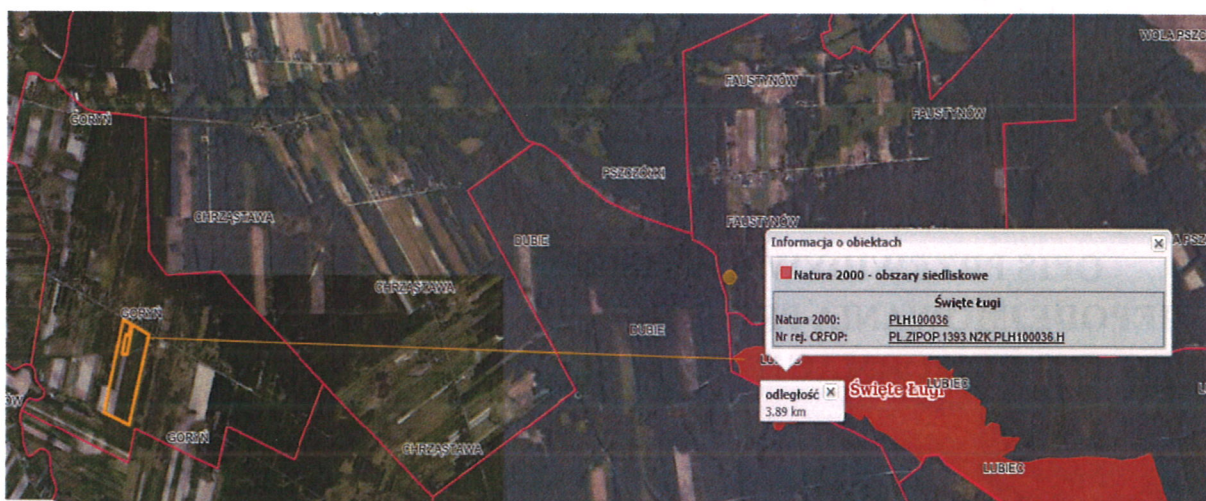 WOLA PSZC
FAUSTYNÓW
GORYŃ
FAUSTYNÓW
PSZCZÓŁKI
CHRZĄSTAWA
FAUSTYNÓW
DUBIE
Informacja o obiektach
Natura 2000 - obszary siedliskowe
Święte Ługi
Natura 2000: PLH100036
Nr rej. CRFOP: PL.ZIPOP.1393.N2K.PLH100036.H
CHRZĄSTAWA
GORYŃ
DUBIE
LUBIEC
odległość
3.89 km
Święte Ługi
GORYŃ
CHRZĄSTAWA
LUBIEC